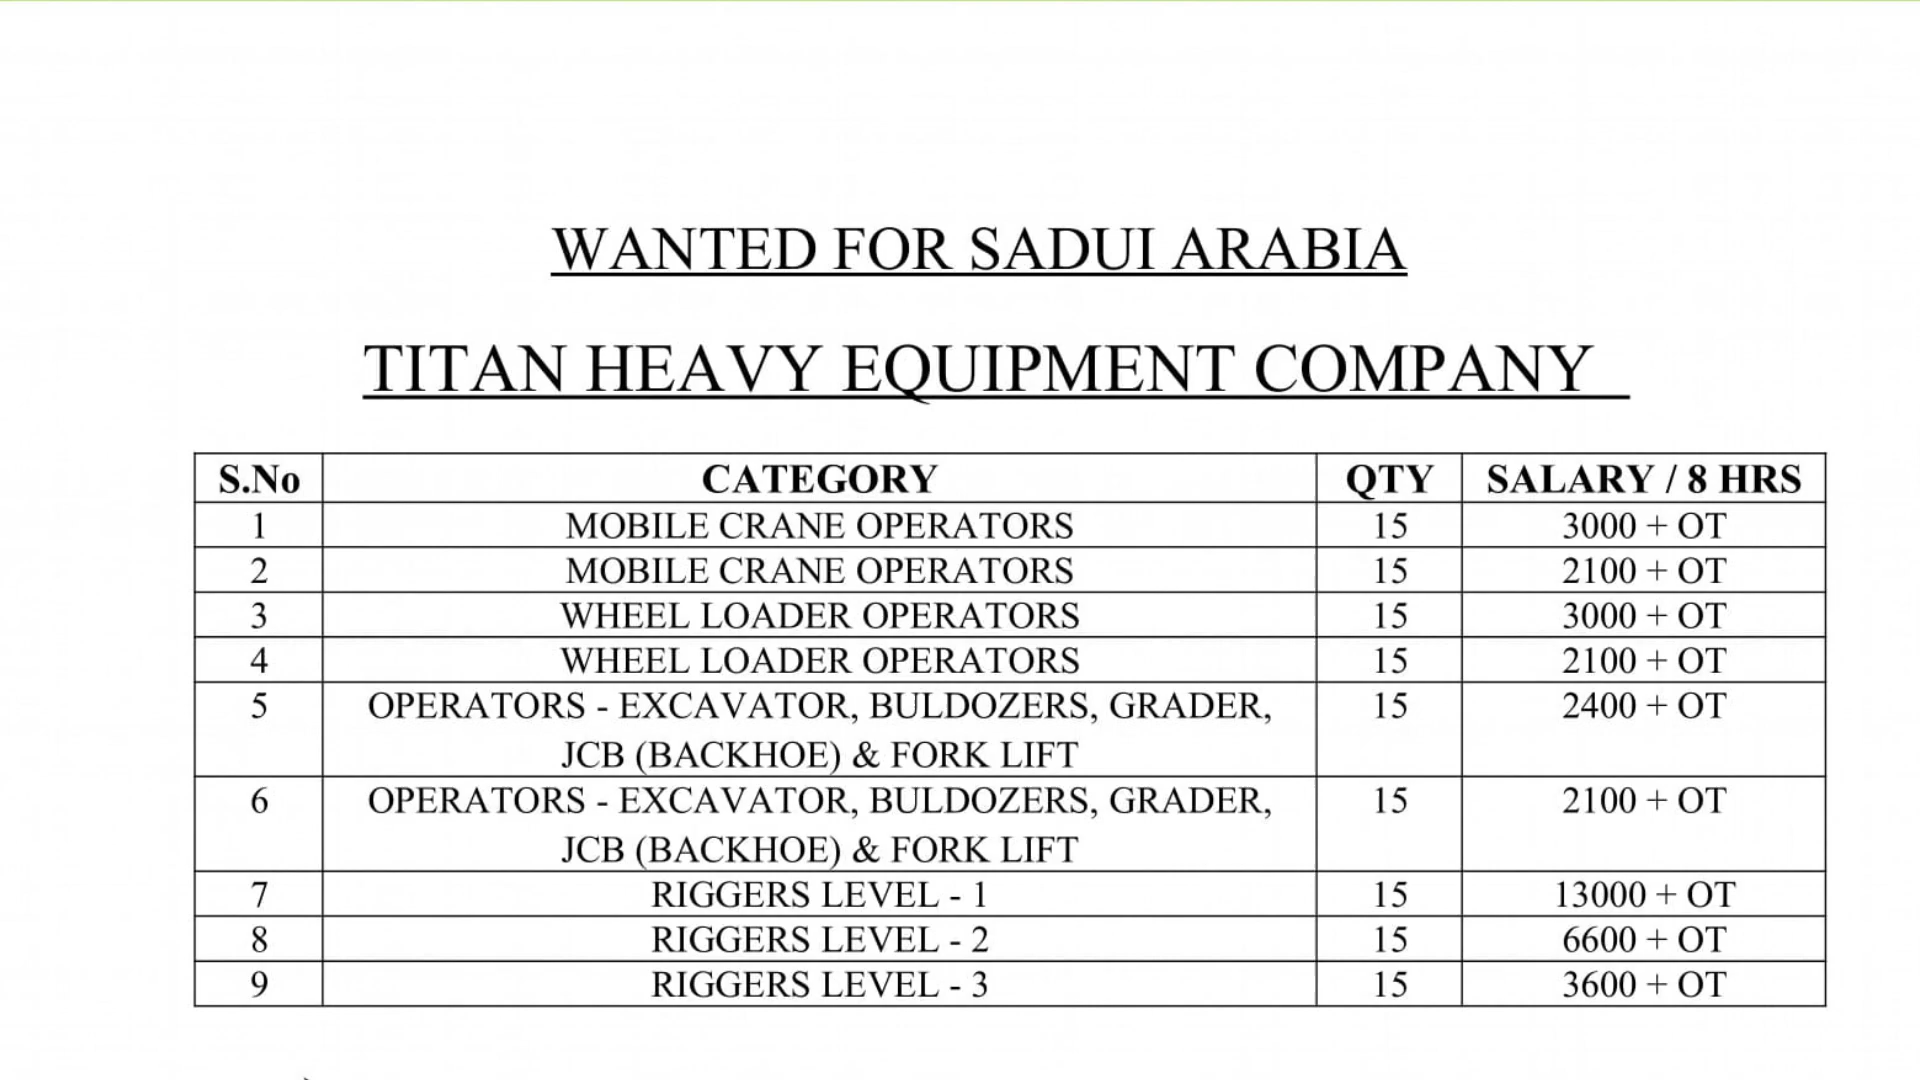 WANTED FOR SADUI ARABIA
TITAN HEAVY EQUIPMENT COMPANY
S.No CATEGORY QTY SALARY / 8 HRS
1 MOBILE CRANE OPERATORS 15 3000 + OT
2 MOBILE CRANE OPERATORS 15 2100 + OT
3 WHEEL LOADER OPERATORS 15 3000 + OT
4 WHEEL LOADER OPERATORS 15 2100 + OT
5 OPERATORS - EXCAVATOR, BULDOZERS, GRADER, 15 2400 + OT
JCB (BACKHOE) & FORK LIFT
6 OPERATORS - EXCAVATOR, BULDOZERS, GRADER, 15 2100 + OT
JCB (BACKHOE) & FORK LIFT
7 RIGGERS LEVEL - 1 15 13000 + OT
8 RIGGERS LEVEL - 2 15 6600 + OT
9 RIGGERS LEVEL - 3 15 3600 + OT